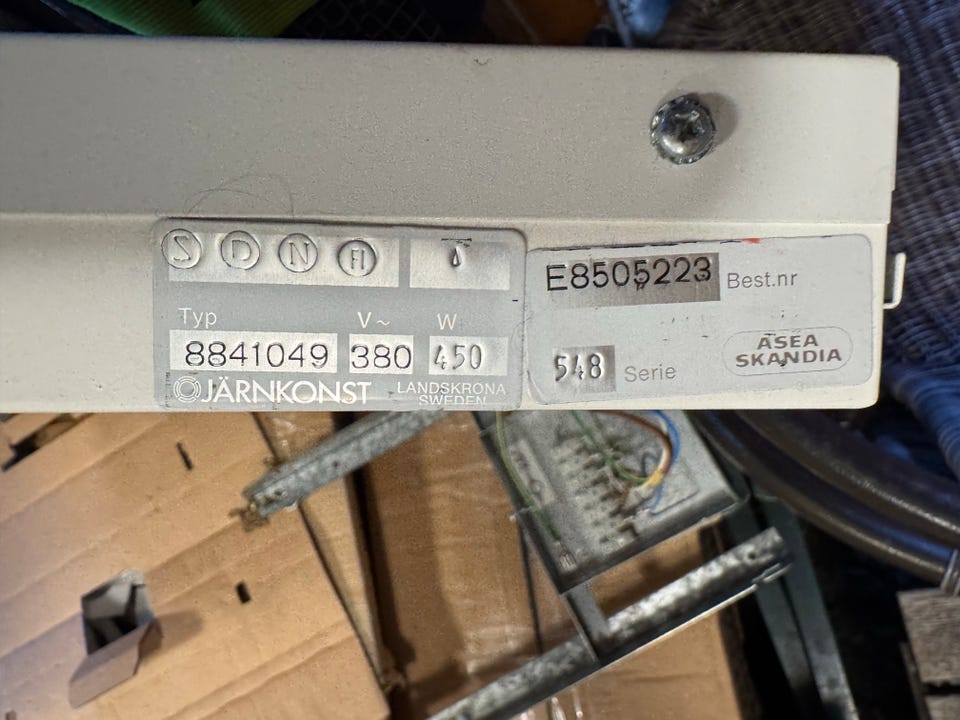 S D N FI
Typ V~ W
8841049 380 450
JÄRNKONST LANDSKRONA
SWEDEN
E8505223 Best.nr
548 Serie
ASEA
SKANDIA